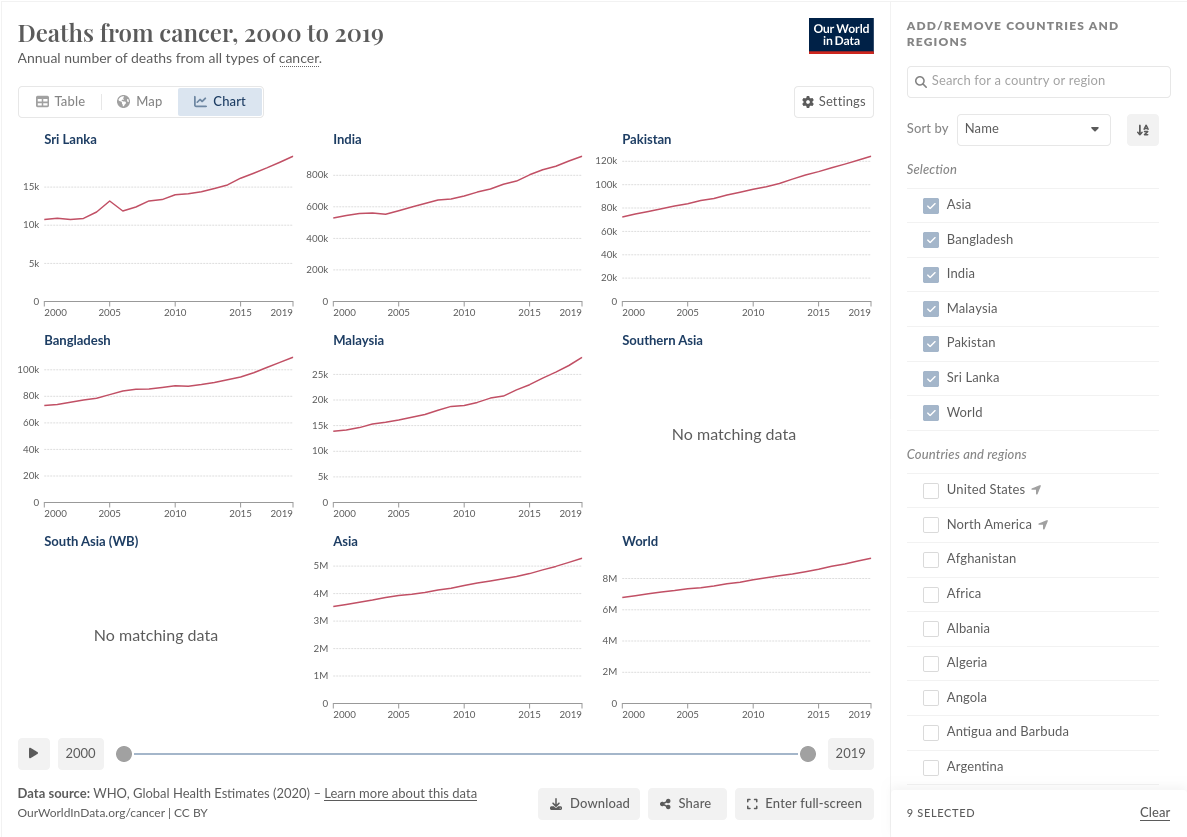 Deaths from cancer, 2000 to 2019
Annual number of deaths from all types of cancer.
Our World
in Data
Table
Map
Chart
Settings
Sri Lanka
15k
10k
5k
0
2000 2005 2010 2015 2019
India
800k
600k
400k
200k
0
2000 2005 2010 2015 2019
Pakistan
120k
100k
80k
60k
40k
20k
0
2000 2005 2010 2015 2019
Bangladesh
100k
80k
60k
40k
20k
0
2000 2005 2010 2015 2019
Malaysia
25k
20k
15k
10k
5k
0
2000 2005 2010 2015 2019
Southern Asia
No matching data
South Asia (WB)
No matching data
Asia
5M
4M
3M
2M
1M
0
2000 2005 2010 2015 2019
World
8M
6M
4M
2M
0
2000 2005 2010 2015 2019
2000
2019
Data source: WHO, Global Health Estimates (2020) – Learn more about this data
OurWorldInData.org/cancer | CC BY
Download
Share
Enter full-screen
ADD/REMOVE COUNTRIES AND
REGIONS
Search for a country or region
Sort by
Name
Selection
Asia
Bangladesh
India
Malaysia
Pakistan
Sri Lanka
World
Countries and regions
United States
North America
Afghanistan
Africa
Albania
Algeria
Angola
Antigua and Barbuda
Argentina
9 SELECTED
Clear